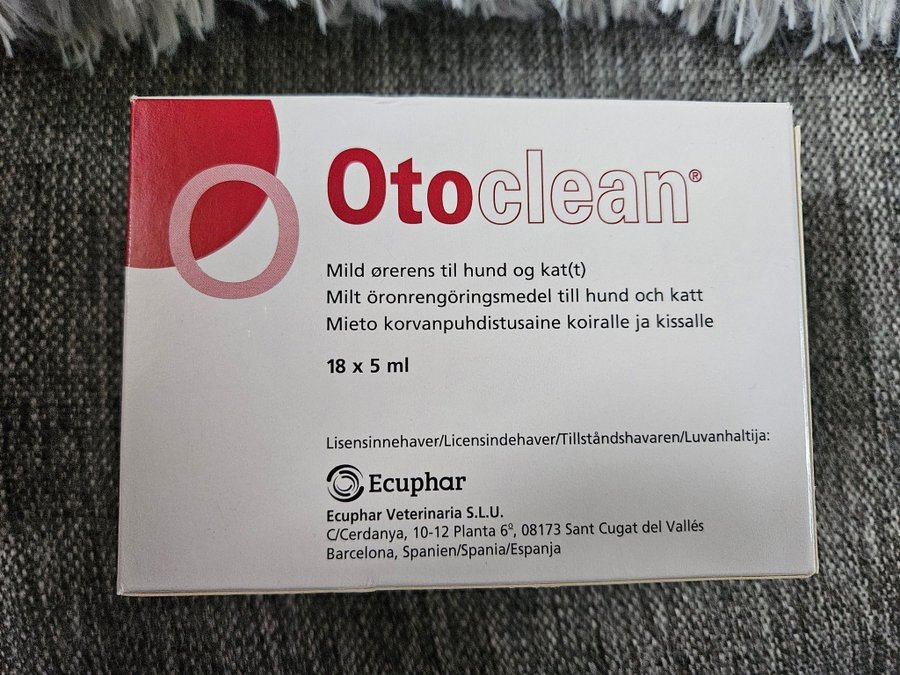 Otoclean®
Mild ørerens til hund og kat(t)
Milt öronrengöringsmedel till hund och katt
Mieto korvanpuhdistusaine koiralle ja kissalle
18 x 5 ml
Lisensinnehaver/Licensindehaver/Tillståndshavaren/Luvanhaltija:
Ecuphar
Ecuphar Veterinaria S.L.U.
C/Cerdanya, 10-12 Planta 6º, 08173 Sant Cugat del Vallés
Barcelona, Spanien/Spania/Espanja